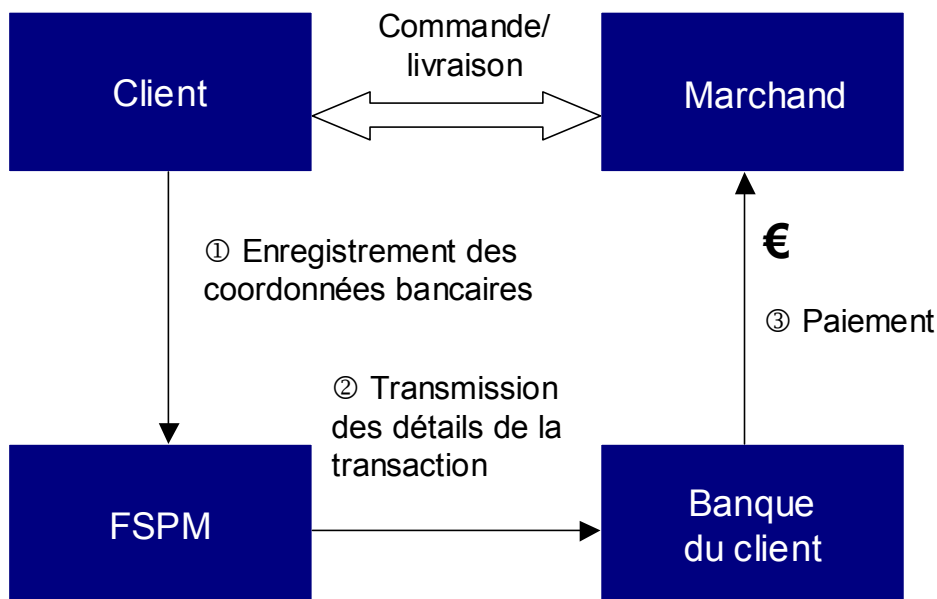 Commande/
livraison
Client
Marchand
① Enregistrement des
coordonnées bancaires
€
③ Paiement
② Transmission
des détails de la
transaction
FSPM
Banque
du client